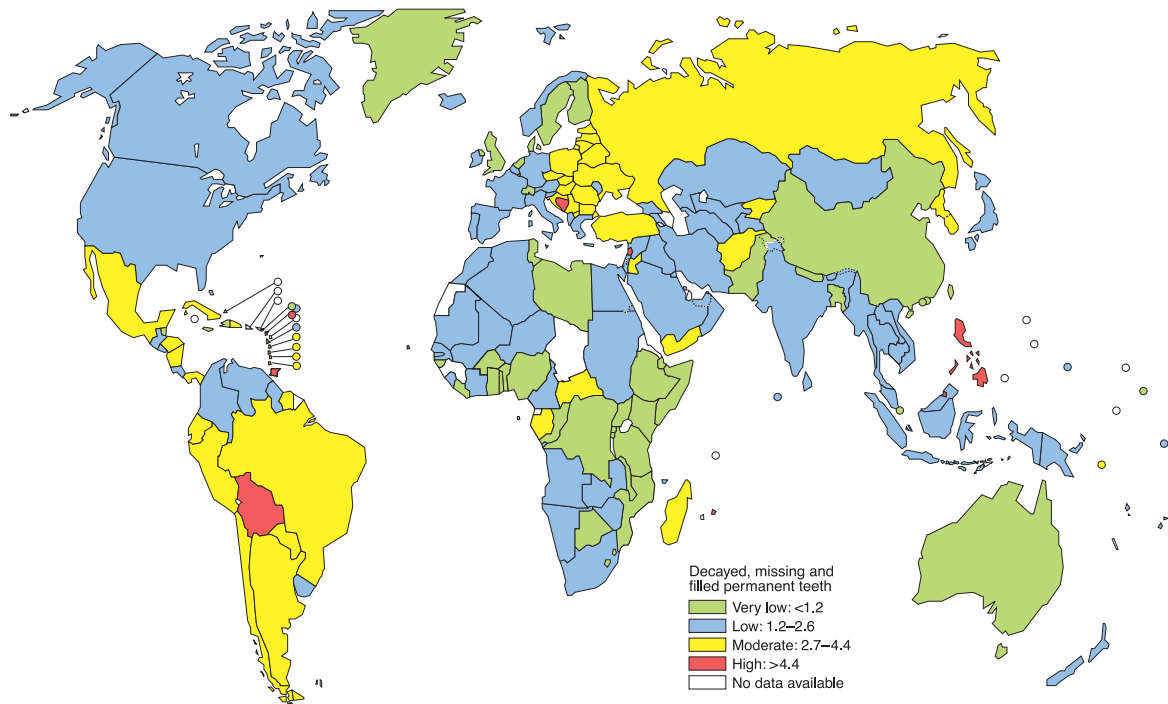 Decayed, missing and
filled permanent teeth
Very low: <1.2
Low: 1.2–2.6
Moderate: 2.7–4.4
High: >4.4
No data available